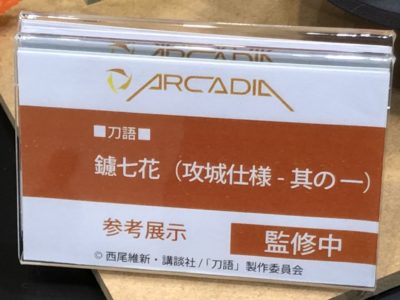 ARCADIA
■刀語■
鑢七花（攻城仕様-其の一）
参考展示
監修中
© 西尾維新・講談社/「刀語」製作委員会